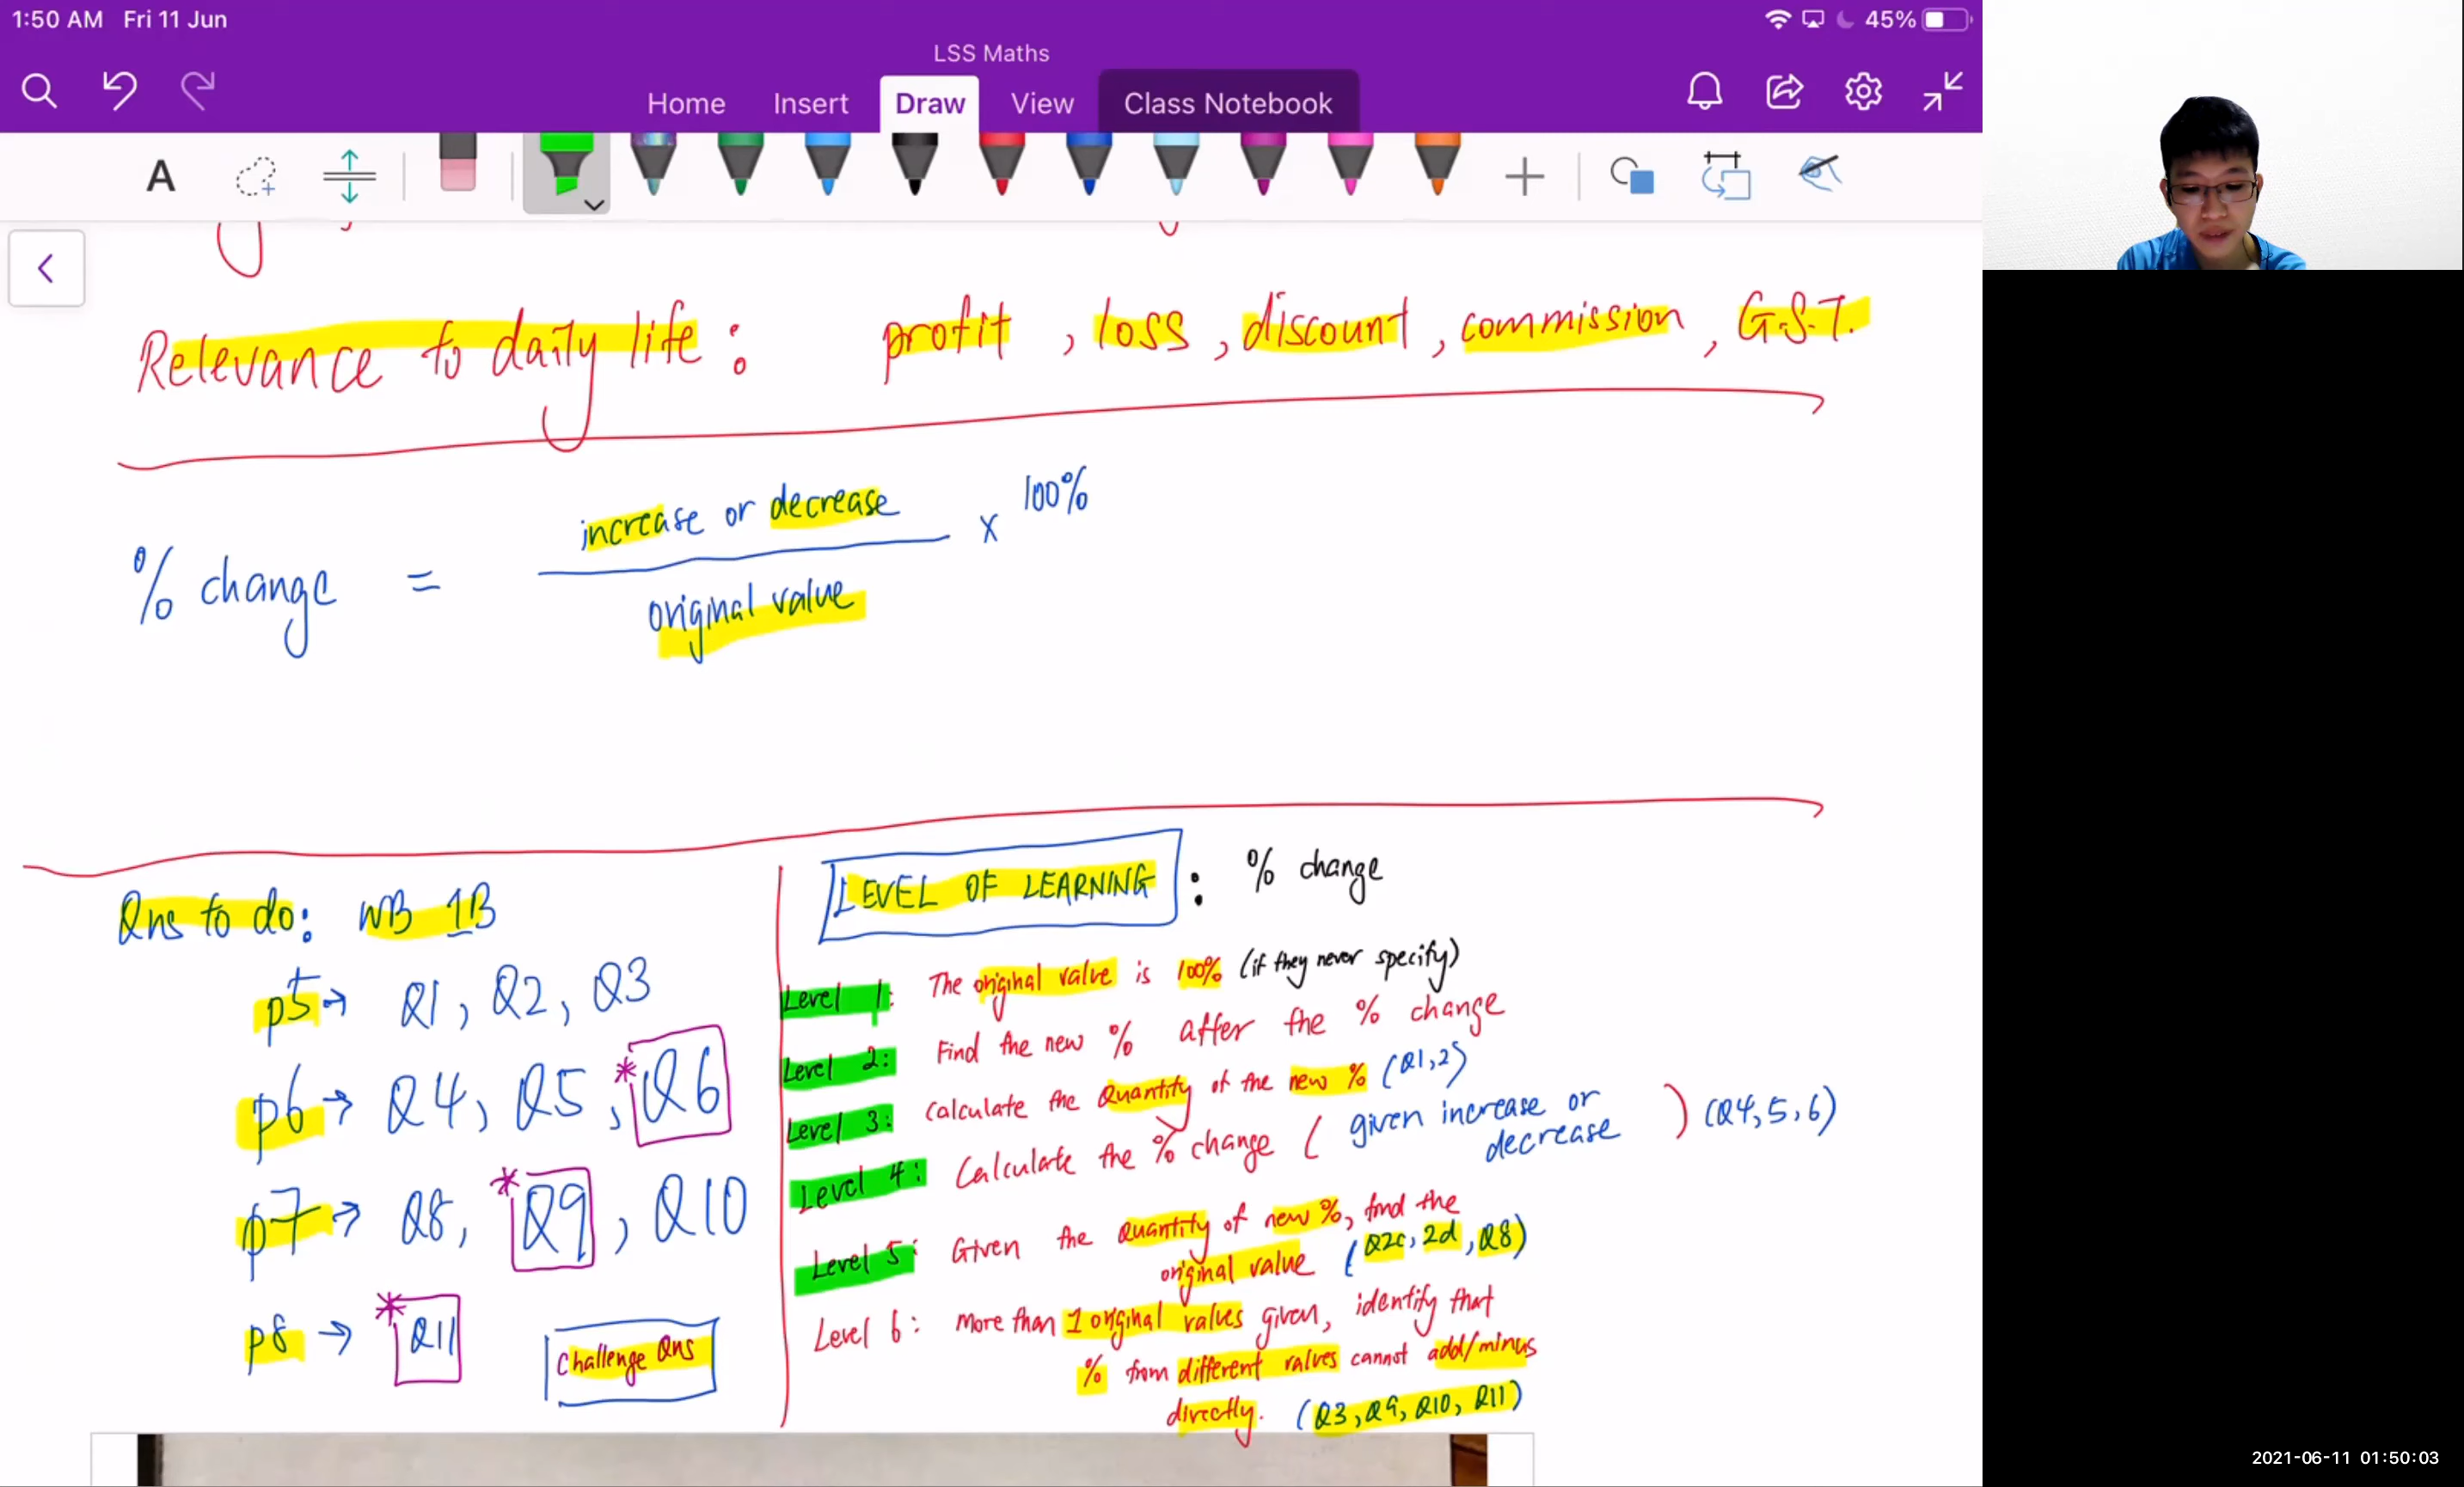 1:50 AM Fri 11 Jun
45%
LSS Maths
Home Insert Draw View Class Notebook
A
Relevance to daily life : profit , loss , discount , commission , G.S.T.
% change = increase or decrease x 100%
original value
Qns to do: WB 1B
p5→ Q1, Q2, Q3
p6→ Q4, Q5, *Q6
p7→ Q8, *Q9, Q10
p8→ *Q11
Challenge Qns
LEVEL OF LEARNING : % change
Level 1: The original value is 100% (if they never specify)
Level 2: Find the new % after the % change
Level 3: Calculate the Quantity of the new % (Q1,2)
Level 4: Calculate the % change ( given increase or decrease ) (Q4,5,6)
Level 5: Given the Quantity of new %, find the
original value (Q2c, 2d, Q8)
Level 6: More than 1 original values given, identify that
% from different values cannot add/minus
directly. (Q3, Q9, Q10, Q11)
2021-06-11 01:50:03